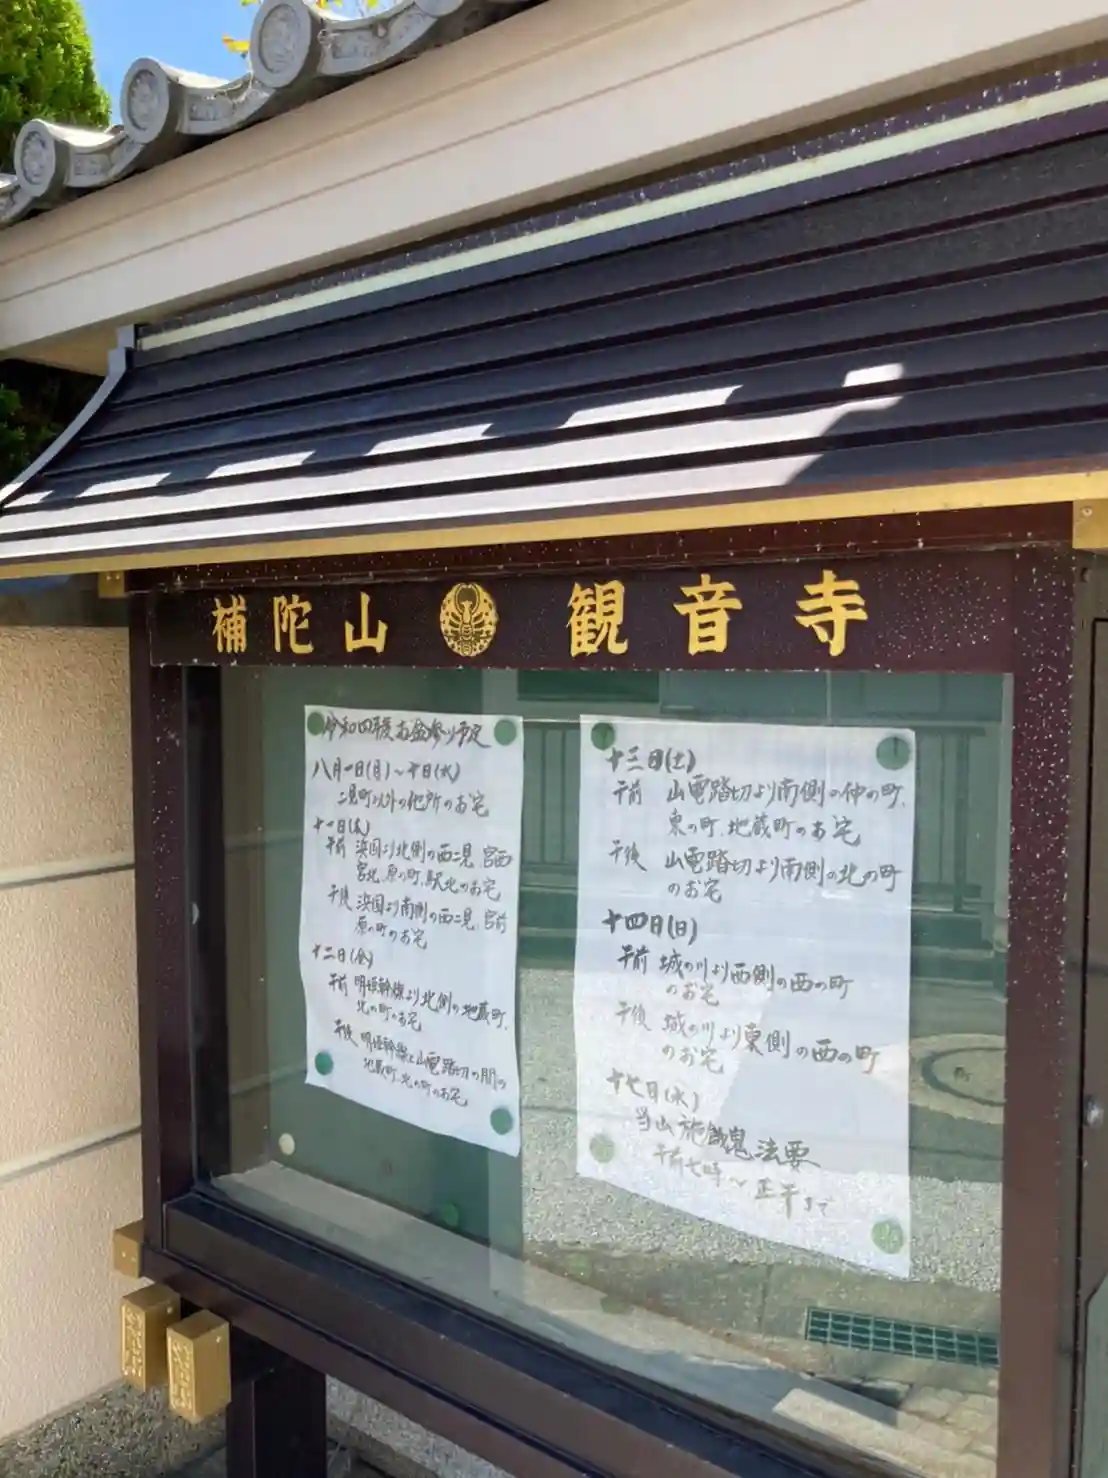 補陀山 観音寺
令和四年度お盆参り予定
八月一日(月)～十日(水)
二見町以外の他所のお宅
十一日(木)
午前 浜国より北側の西二見、宮西
宮北、原の町、駅北のお宅
午後 浜国より南側の西二見、宮前
原の町のお宅
十二日(金)
午前 明姫幹線より北側の地蔵町、
北の町のお宅
午後 明姫幹線と山電踏切の間の
地蔵町、北の町のお宅
十三日(土)
午前 山電踏切より南側の仲の町、
東の町、地蔵町のお宅
午後 山電踏切より南側の北の町
のお宅
十四日(日)
午前 城の川より西側の西の町
のお宅
午後 城の川より東側の西の町
のお宅
十七日(水)
当山施餓鬼法要
午前七時～正午まで